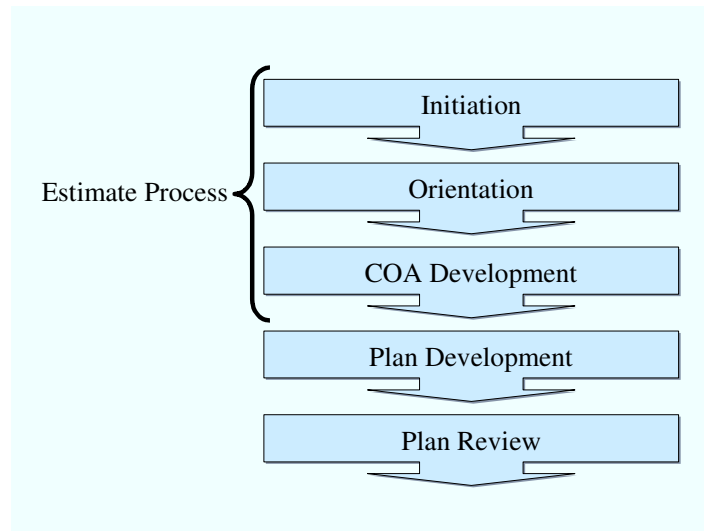 Initiation
Orientation
Estimate Process
COA Development
Plan Development
Plan Review